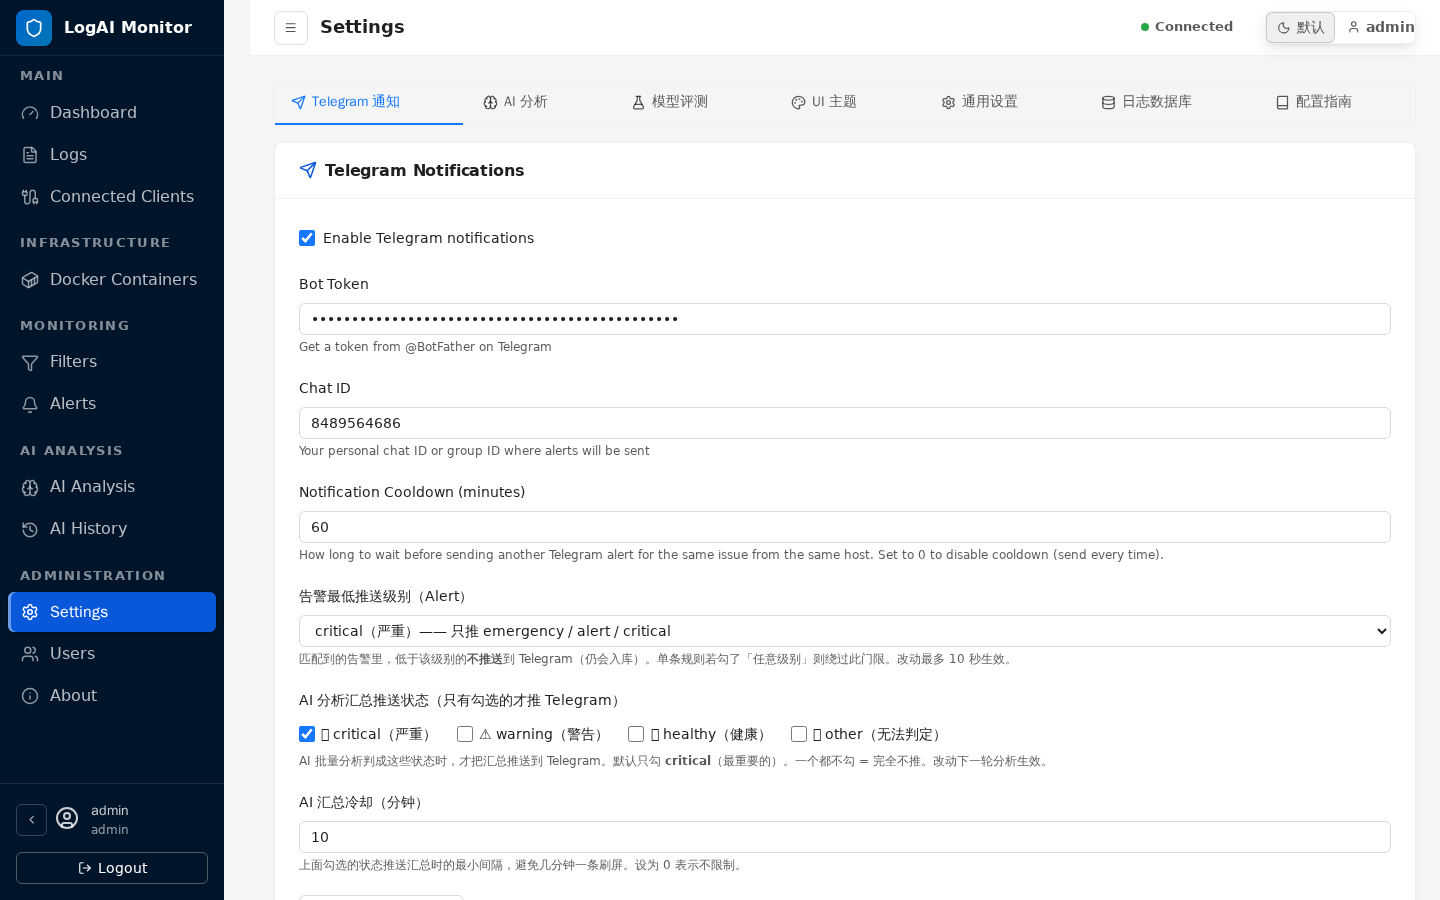 LogAI Monitor
Settings
Connected
默认
admin
MAIN
Dashboard
Logs
Connected Clients
INFRASTRUCTURE
Docker Containers
MONITORING
Filters
Alerts
AI ANALYSIS
AI Analysis
AI History
ADMINISTRATION
Settings
Users
About
admin
admin
Logout
Telegram 通知
AI 分析
模型评测
UI 主题
通用设置
日志数据库
配置指南
Telegram Notifications
Enable Telegram notifications
Bot Token
••••••••••••••••••••••••••••••••••••••••••••••
Get a token from @BotFather on Telegram
Chat ID
8489564686
Your personal chat ID or group ID where alerts will be sent
Notification Cooldown (minutes)
60
How long to wait before sending another Telegram alert for the same issue from the same host. Set to 0 to disable cooldown (send every time).
告警最低推送级别（Alert）
critical（严重）—— 只推 emergency / alert / critical
匹配到的告警里，低于该级别的不推送到 Telegram（仍会入库）。单条规则若勾了「任意级别」则绕过此门限。改动最多 10 秒生效。
AI 分析汇总推送状态（只有勾选的才推 Telegram）
critical（严重） ⚠ warning（警告） healthy（健康） other（无法判定）
AI 批量分析判成这些状态时，才把汇总推送到 Telegram。默认只勾 critical（最重要的）。一个都不勾 = 完全不推。改动下一轮分析生效。
AI 汇总冷却（分钟）
10
上面勾选的状态推送汇总时的最小间隔，避免几分钟一条刷屏。设为 0 表示不限制。